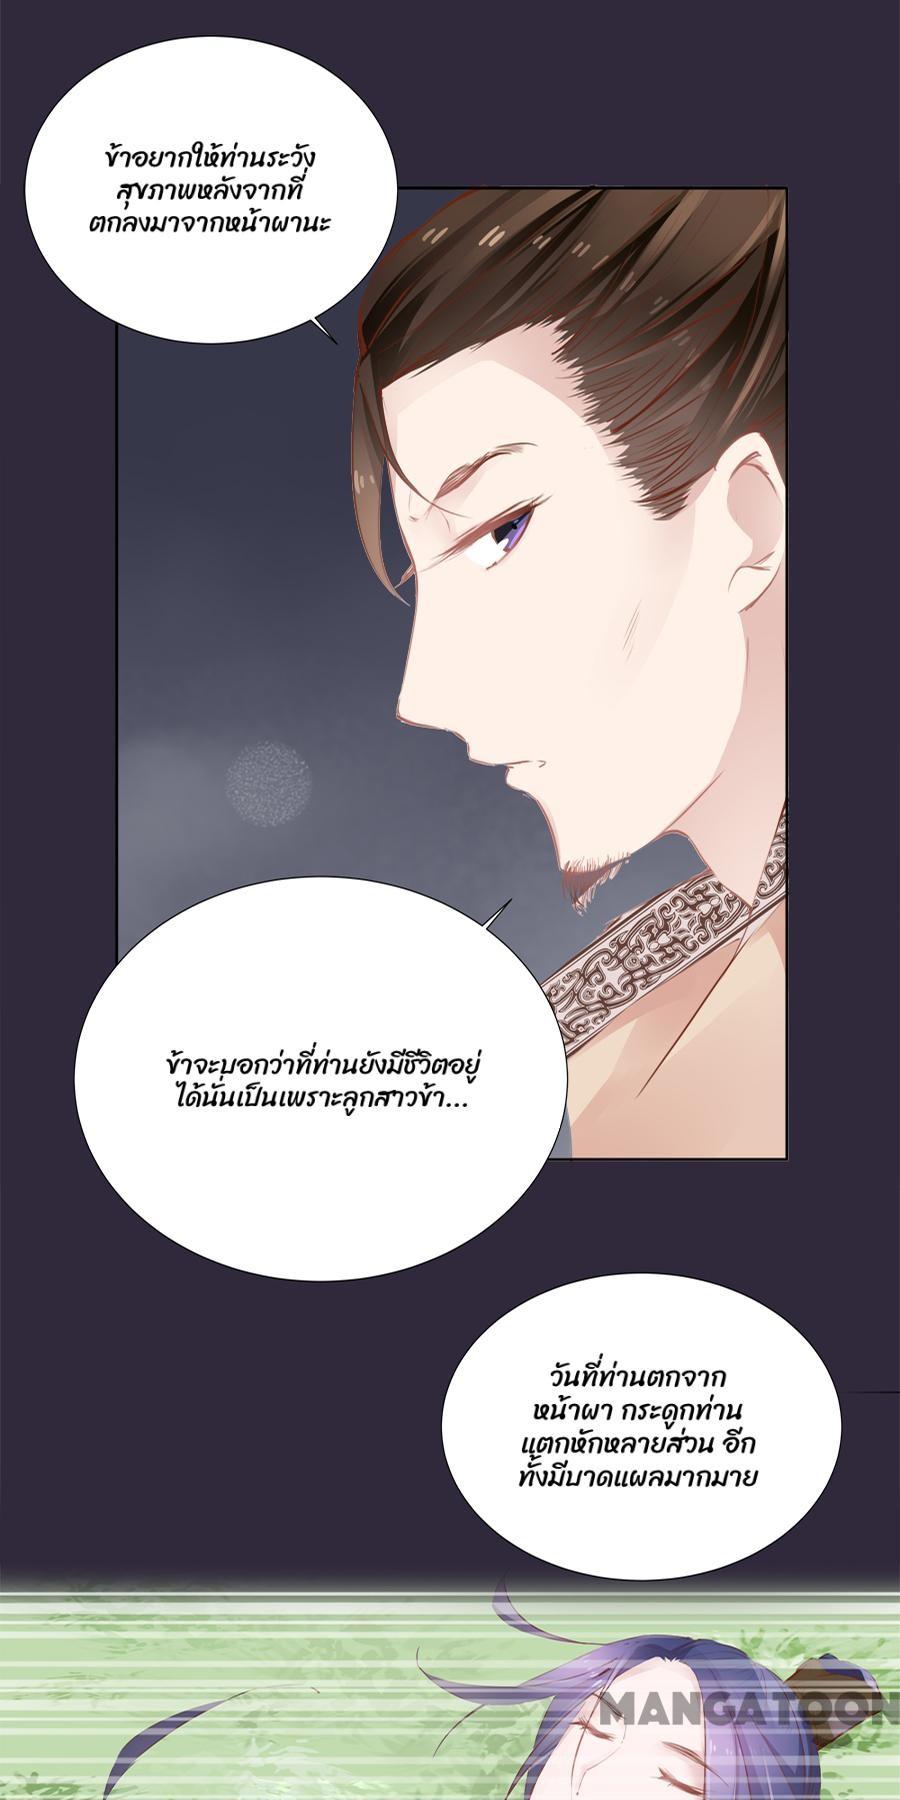 ข้าอยากให้ท่านระวัง
สุขภาพหลังจากที่
ตกลงมาจากหน้าผานะ
ข้าจะบอกว่าที่ท่านยังมีชีวิตอยู่
ได้นั่นเป็นเพราะลูกสาวข้า...
วันที่ท่านตกจาก
หน้าผา กระดูกท่าน
แตกหักหลายส่วน อีก
ทั้งมีบาดแผลมากมาย
MANGATOON